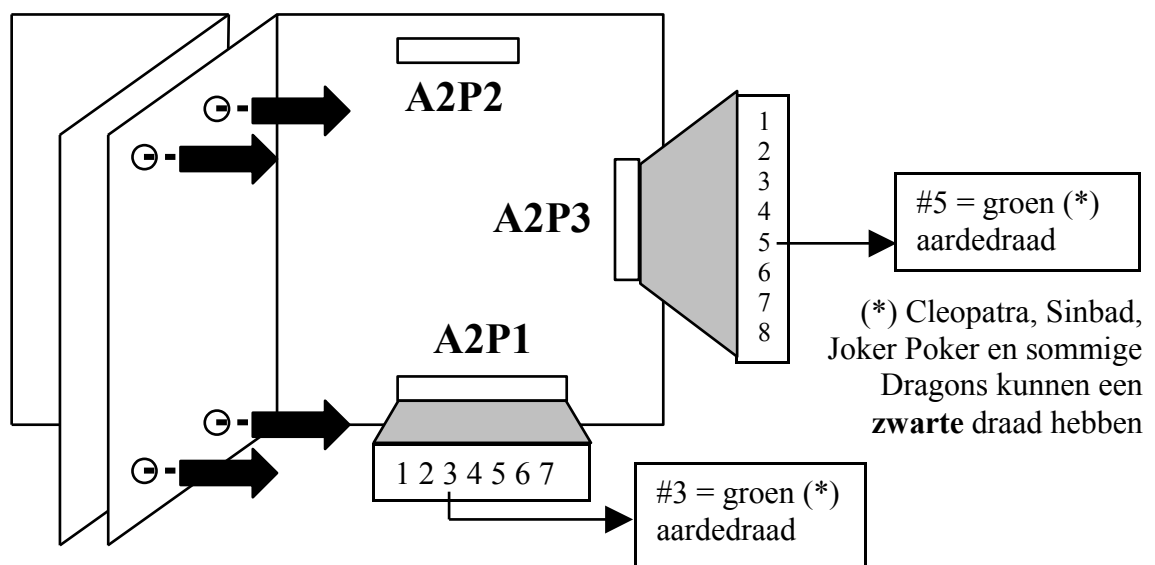 A2P2
A2P3
1
2
3
4
5
6
7
8
#5 = groen (*)
aardedraad
(*) Cleopatra, Sinbad,
Joker Poker en sommige
Dragons kunnen een
zwarte draad hebben
A2P1
1 2 3 4 5 6 7
#3 = groen (*)
aardedraad